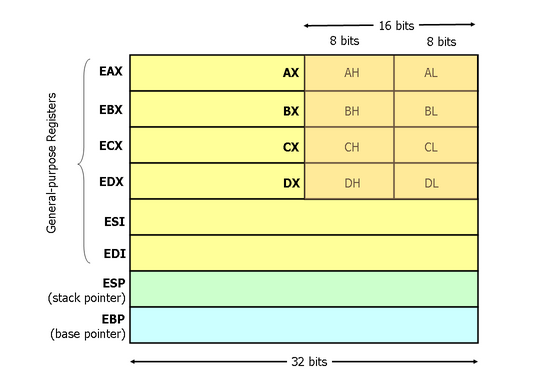 16 bits
8 bits 8 bits
EAX AX AH AL
EBX BX BH BL
ECX CX CH CL
EDX DX DH DL
General-purpose Registers
ESI
EDI
ESP
(stack pointer)
EBP
(base pointer)
32 bits